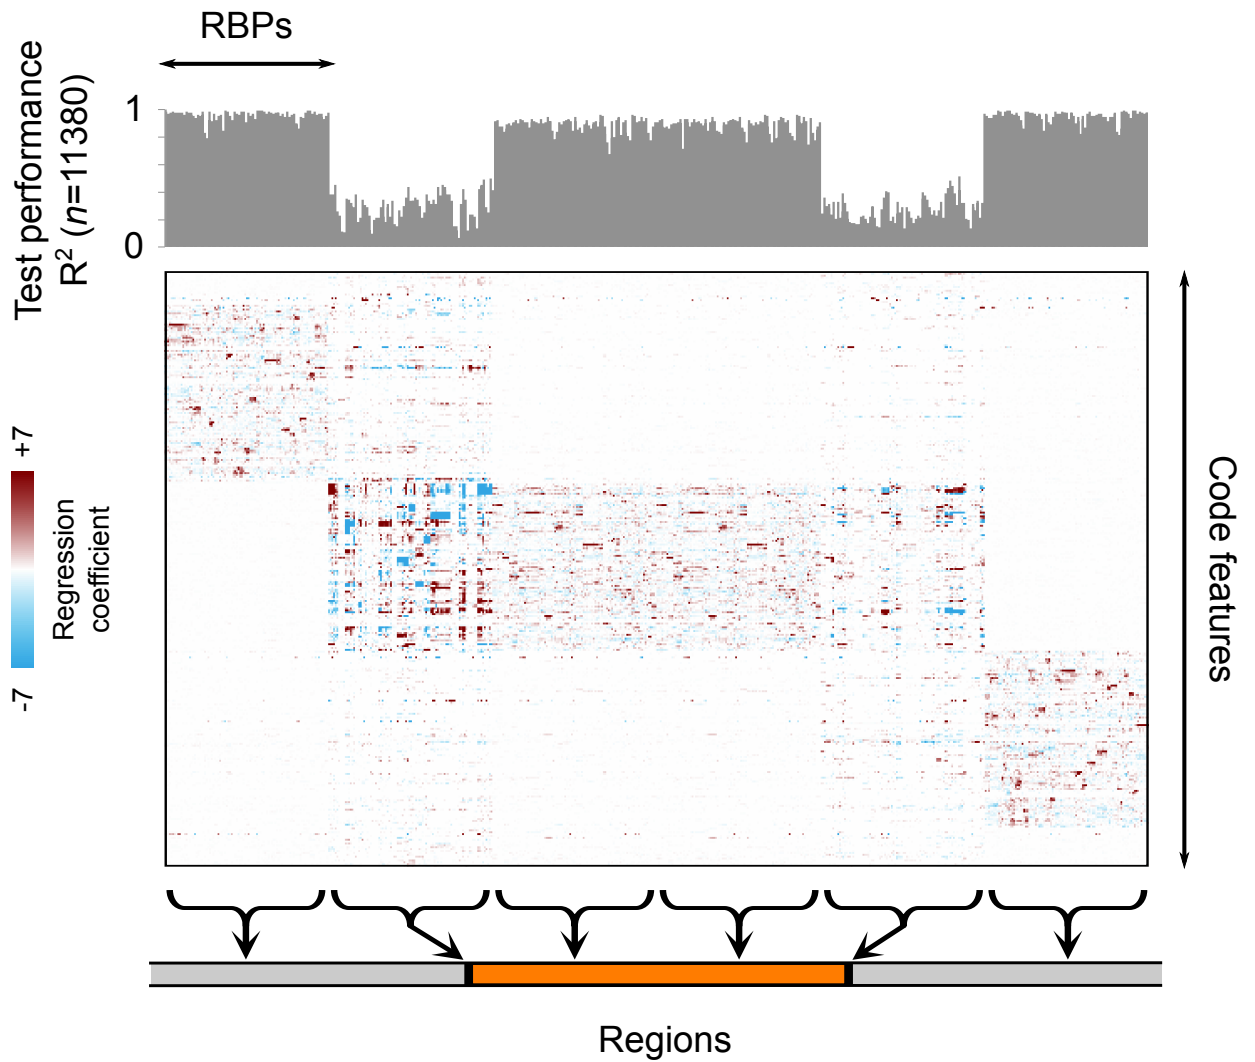 RBPs
Test performance
R² (n=11380)
1
0
+7
-7
Regression
coefficient
Code features
Regions